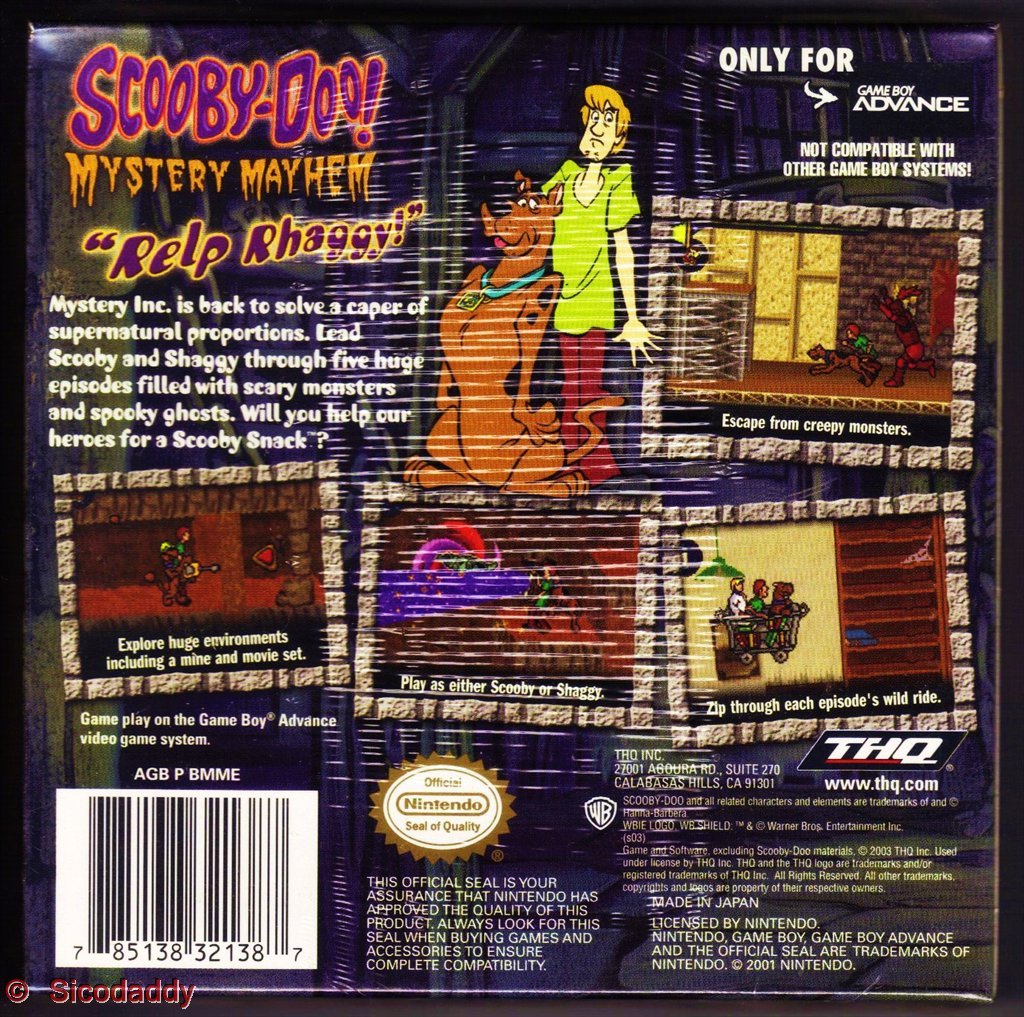 SCOOBY-DOO!
MYSTERY MAYHEM
"Relp Rhaggy!"
Mystery Inc. is back to solve a caper of
supernatural proportions. Lead
Scooby and Shaggy through five huge
episodes filled with scary monsters
and spooky ghosts. Will you help our
heroes for a Scooby Snack™?
ONLY FOR
GAME BOY
ADVANCE
NOT COMPATIBLE WITH
OTHER GAME BOY SYSTEMS!
Escape from creepy monsters.
Explore huge environments
including a mine and movie set.
Play as either Scooby or Shaggy.
Zip through each episode's wild ride.
Game play on the Game Boy® Advance
video game system.
AGB P BMME
7 85138 32138 7
Official
Nintendo
Seal of Quality
®
THIS OFFICIAL SEAL IS YOUR
ASSURANCE THAT NINTENDO HAS
APPROVED THE QUALITY OF THIS
PRODUCT. ALWAYS LOOK FOR THIS
SEAL WHEN BUYING GAMES AND
ACCESSORIES TO ENSURE
COMPLETE COMPATIBILITY.
THQ INC.
27001 AGOURA RD., SUITE 270
CALABASAS HILLS, CA 91301
THQ®
www.thq.com
WB
SCOOBY-DOO and all related characters and elements are trademarks of and ©
Hanna-Barbera.
WBIE LOGO, WB SHIELD: ™ & © Warner Bros. Entertainment Inc.
(s03)
Game and Software, excluding Scooby-Doo materials, © 2003 THQ Inc. Used
under license by THQ Inc. THQ and the THQ logo are trademarks and/or
registered trademarks of THQ Inc. All Rights Reserved. All other trademarks,
copyrights and logos are property of their respective owners.
MADE IN JAPAN
LICENSED BY NINTENDO.
NINTENDO, GAME BOY, GAME BOY ADVANCE
AND THE OFFICIAL SEAL ARE TRADEMARKS OF
NINTENDO. © 2001 NINTENDO.
© Sicodaddy